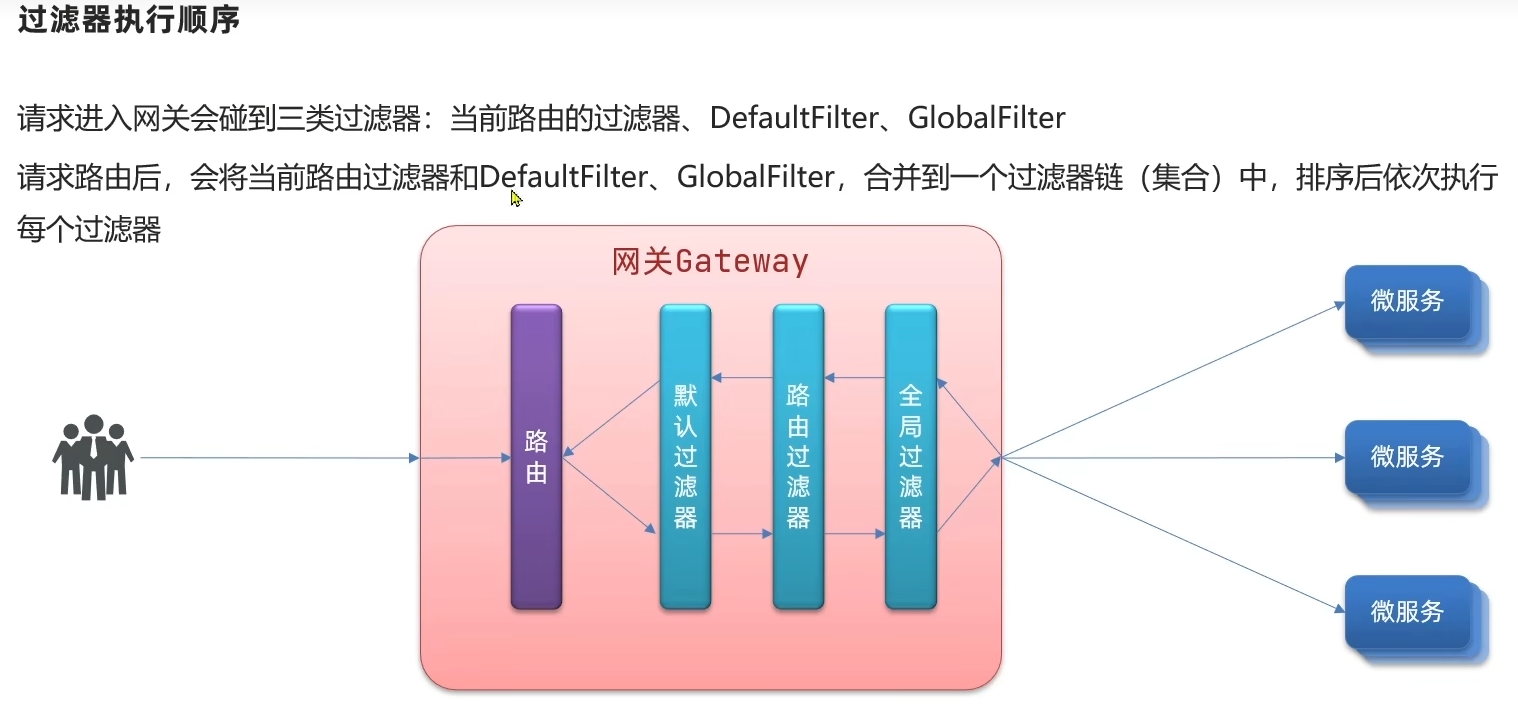 过滤器执行顺序
请求进入网关会碰到三类过滤器：当前路由的过滤器、DefaultFilter、GlobalFilter
请求路由后，会将当前路由过滤器和DefaultFilter、GlobalFilter，合并到一个过滤器链（集合）中，排序后依次执行
每个过滤器
网关Gateway
路由
默认过滤器
路由过滤器
全局过滤器
微服务
微服务
微服务